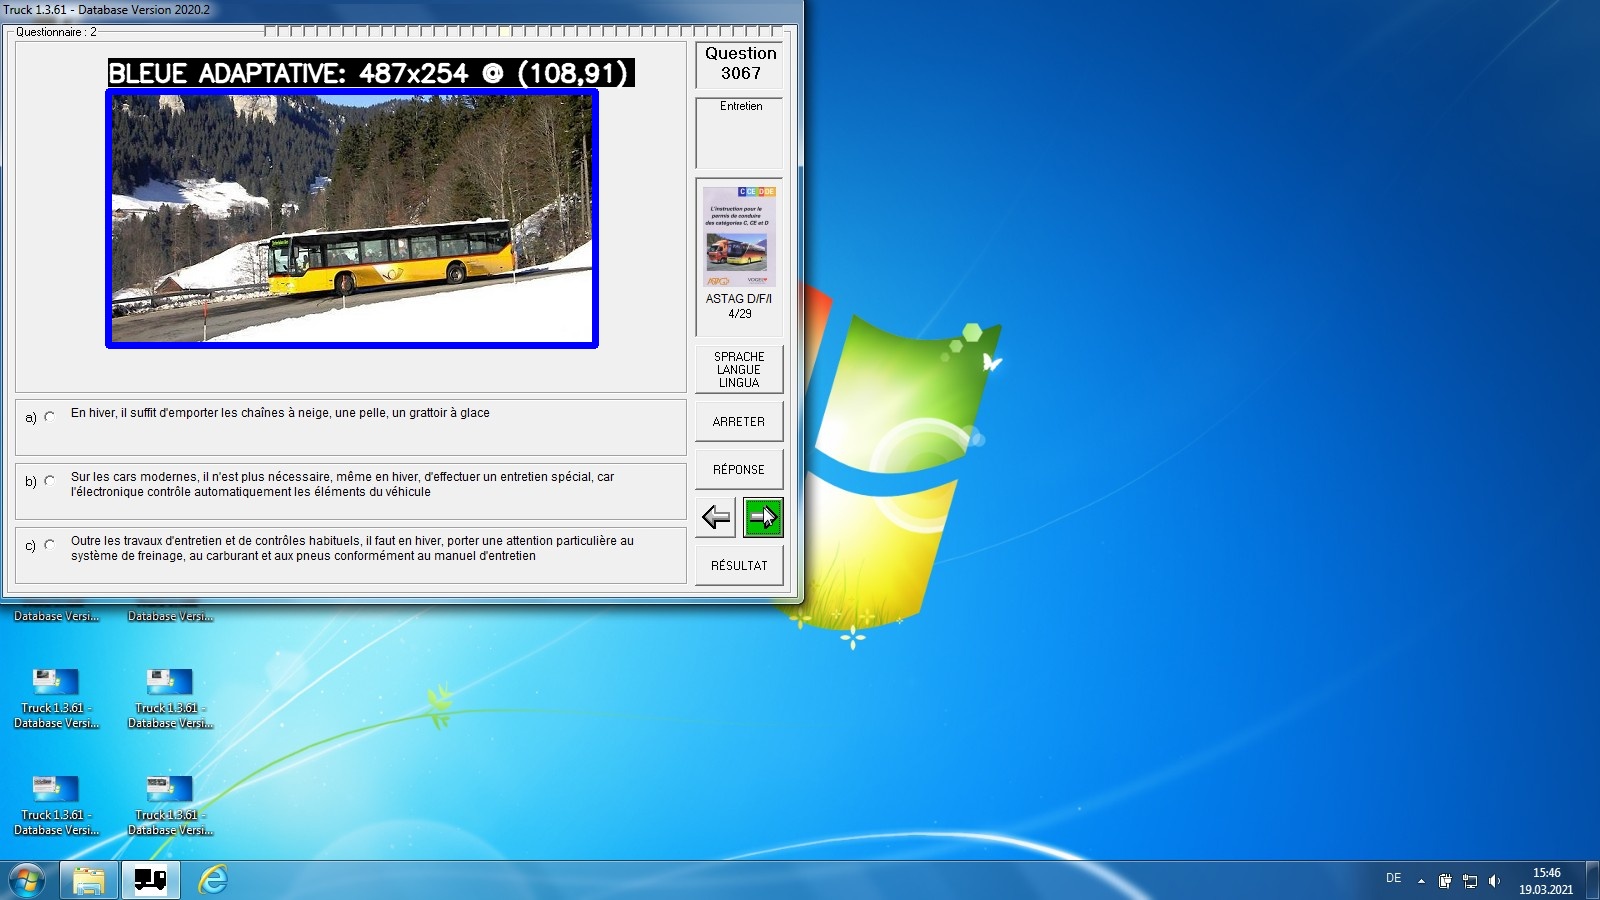 Truck 1.3.61 - Database Version 2020.2
Questionnaire : 2
BLEUE ADAPTATIVE: 487x254 @ (108,91)
Question
3067
Entretien
C CE D DE
L'instruction pour le
permis de conduire
des catégories C, CE et D
ASTAG D/F/I
4/29
SPRACHE
LANGUE
LINGUA
ARRETER
RÉPONSE
RÉSULTAT
a) En hiver, il suffit d'emporter les chaînes à neige, une pelle, un grattoir à glace
b) Sur les cars modernes, il n'est plus nécessaire, même en hiver, d'effectuer un entretien spécial, car
l'électronique contrôle automatiquement les éléments du véhicule
c) Outre les travaux d'entretien et de contrôles habituels, il faut en hiver, porter une attention particulière au
système de freinage, au carburant et aux pneus conformément au manuel d'entretien
Database Versi...
Database Versi...
Truck 1.3.61 -
Database Versi...
Truck 1.3.61 -
Database Versi...
Truck 1.3.61 -
Database Versi...
Truck 1.3.61 -
Database Versi...
DE
15:46
19.03.2021